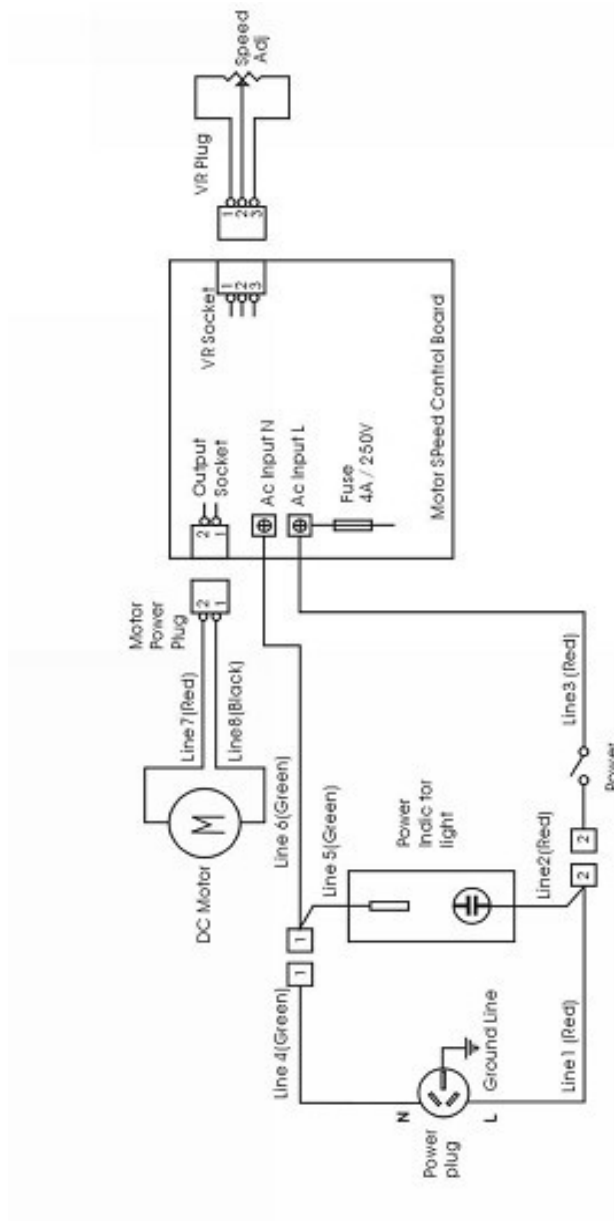 Speed
Adj
VR Plug
1
2
3
VR Socket
1
2
3
Motor SPeed Control Board
Output
Socket
2
1
Ac Input N
Ac Input L
Fuse
4A / 250V
Motor
Power
Plug
2
1
Line7(Red)
Line8(Black)
M
DC Motor
Line 6(Green)
Line 5(Green)
Power
Indic tor
light
Line2(Red)
Line3 (Red)
Power
1
1
2
2
Line 4(Green)
Ground Line
Line1 (Red)
N
L
Power
plug